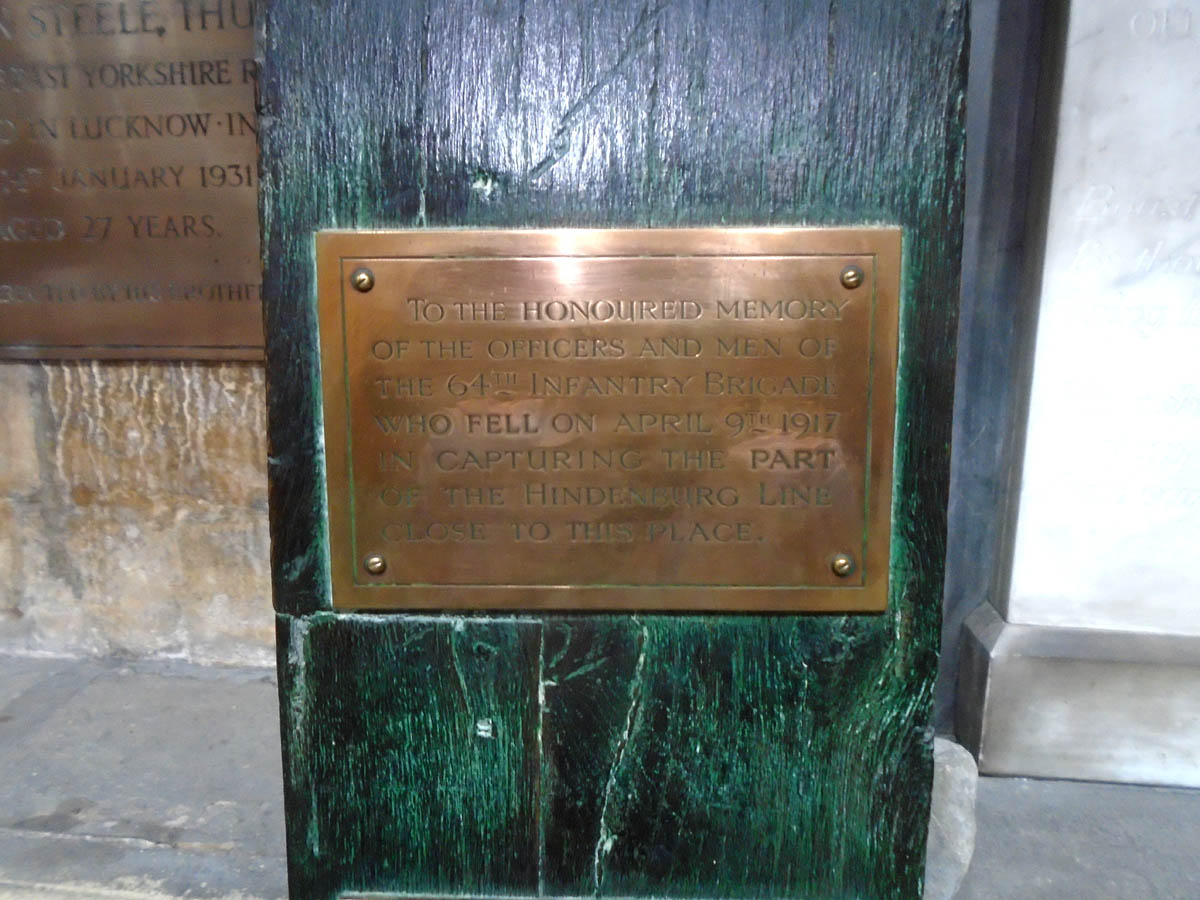 STEELE,
EAST YORKSHIRE
IN LUCKNOW·IN
JANUARY 1931
AGED 27 YEARS.
TO THE HONOURED MEMORY
OF THE OFFICERS AND MEN OF
THE 64TH INFANTRY BRIGADE
WHO FELL ON APRIL 9TH 1917
IN CAPTURING THE PART
OF THE HINDENBURG LINE
CLOSE TO THIS PLACE.